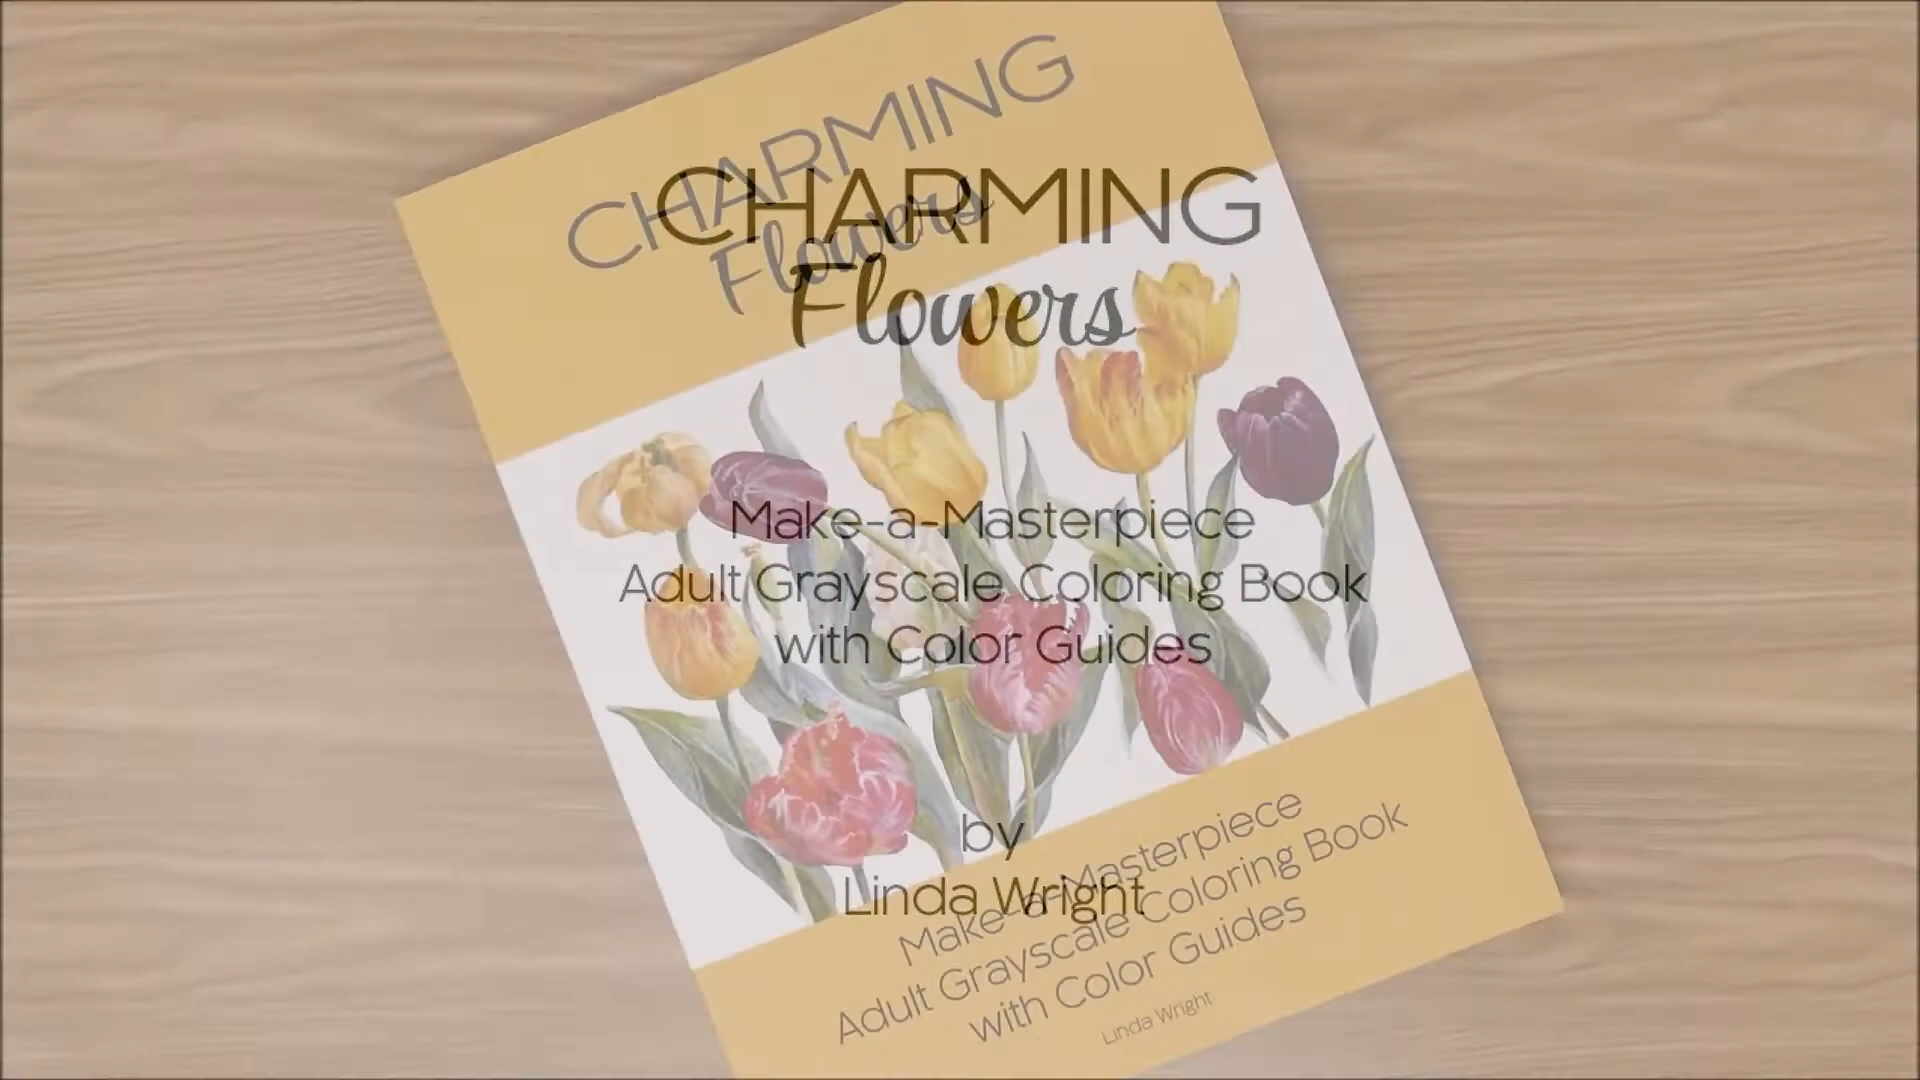 CHARMING
Flowers
Make-a-Masterpiece
Adult Grayscale Coloring Book
with Color Guides
by
Linda Wright
CHARMING
Flowers
Make-a-Masterpiece
Adult Grayscale Coloring Book
with Color Guides
Linda Wright